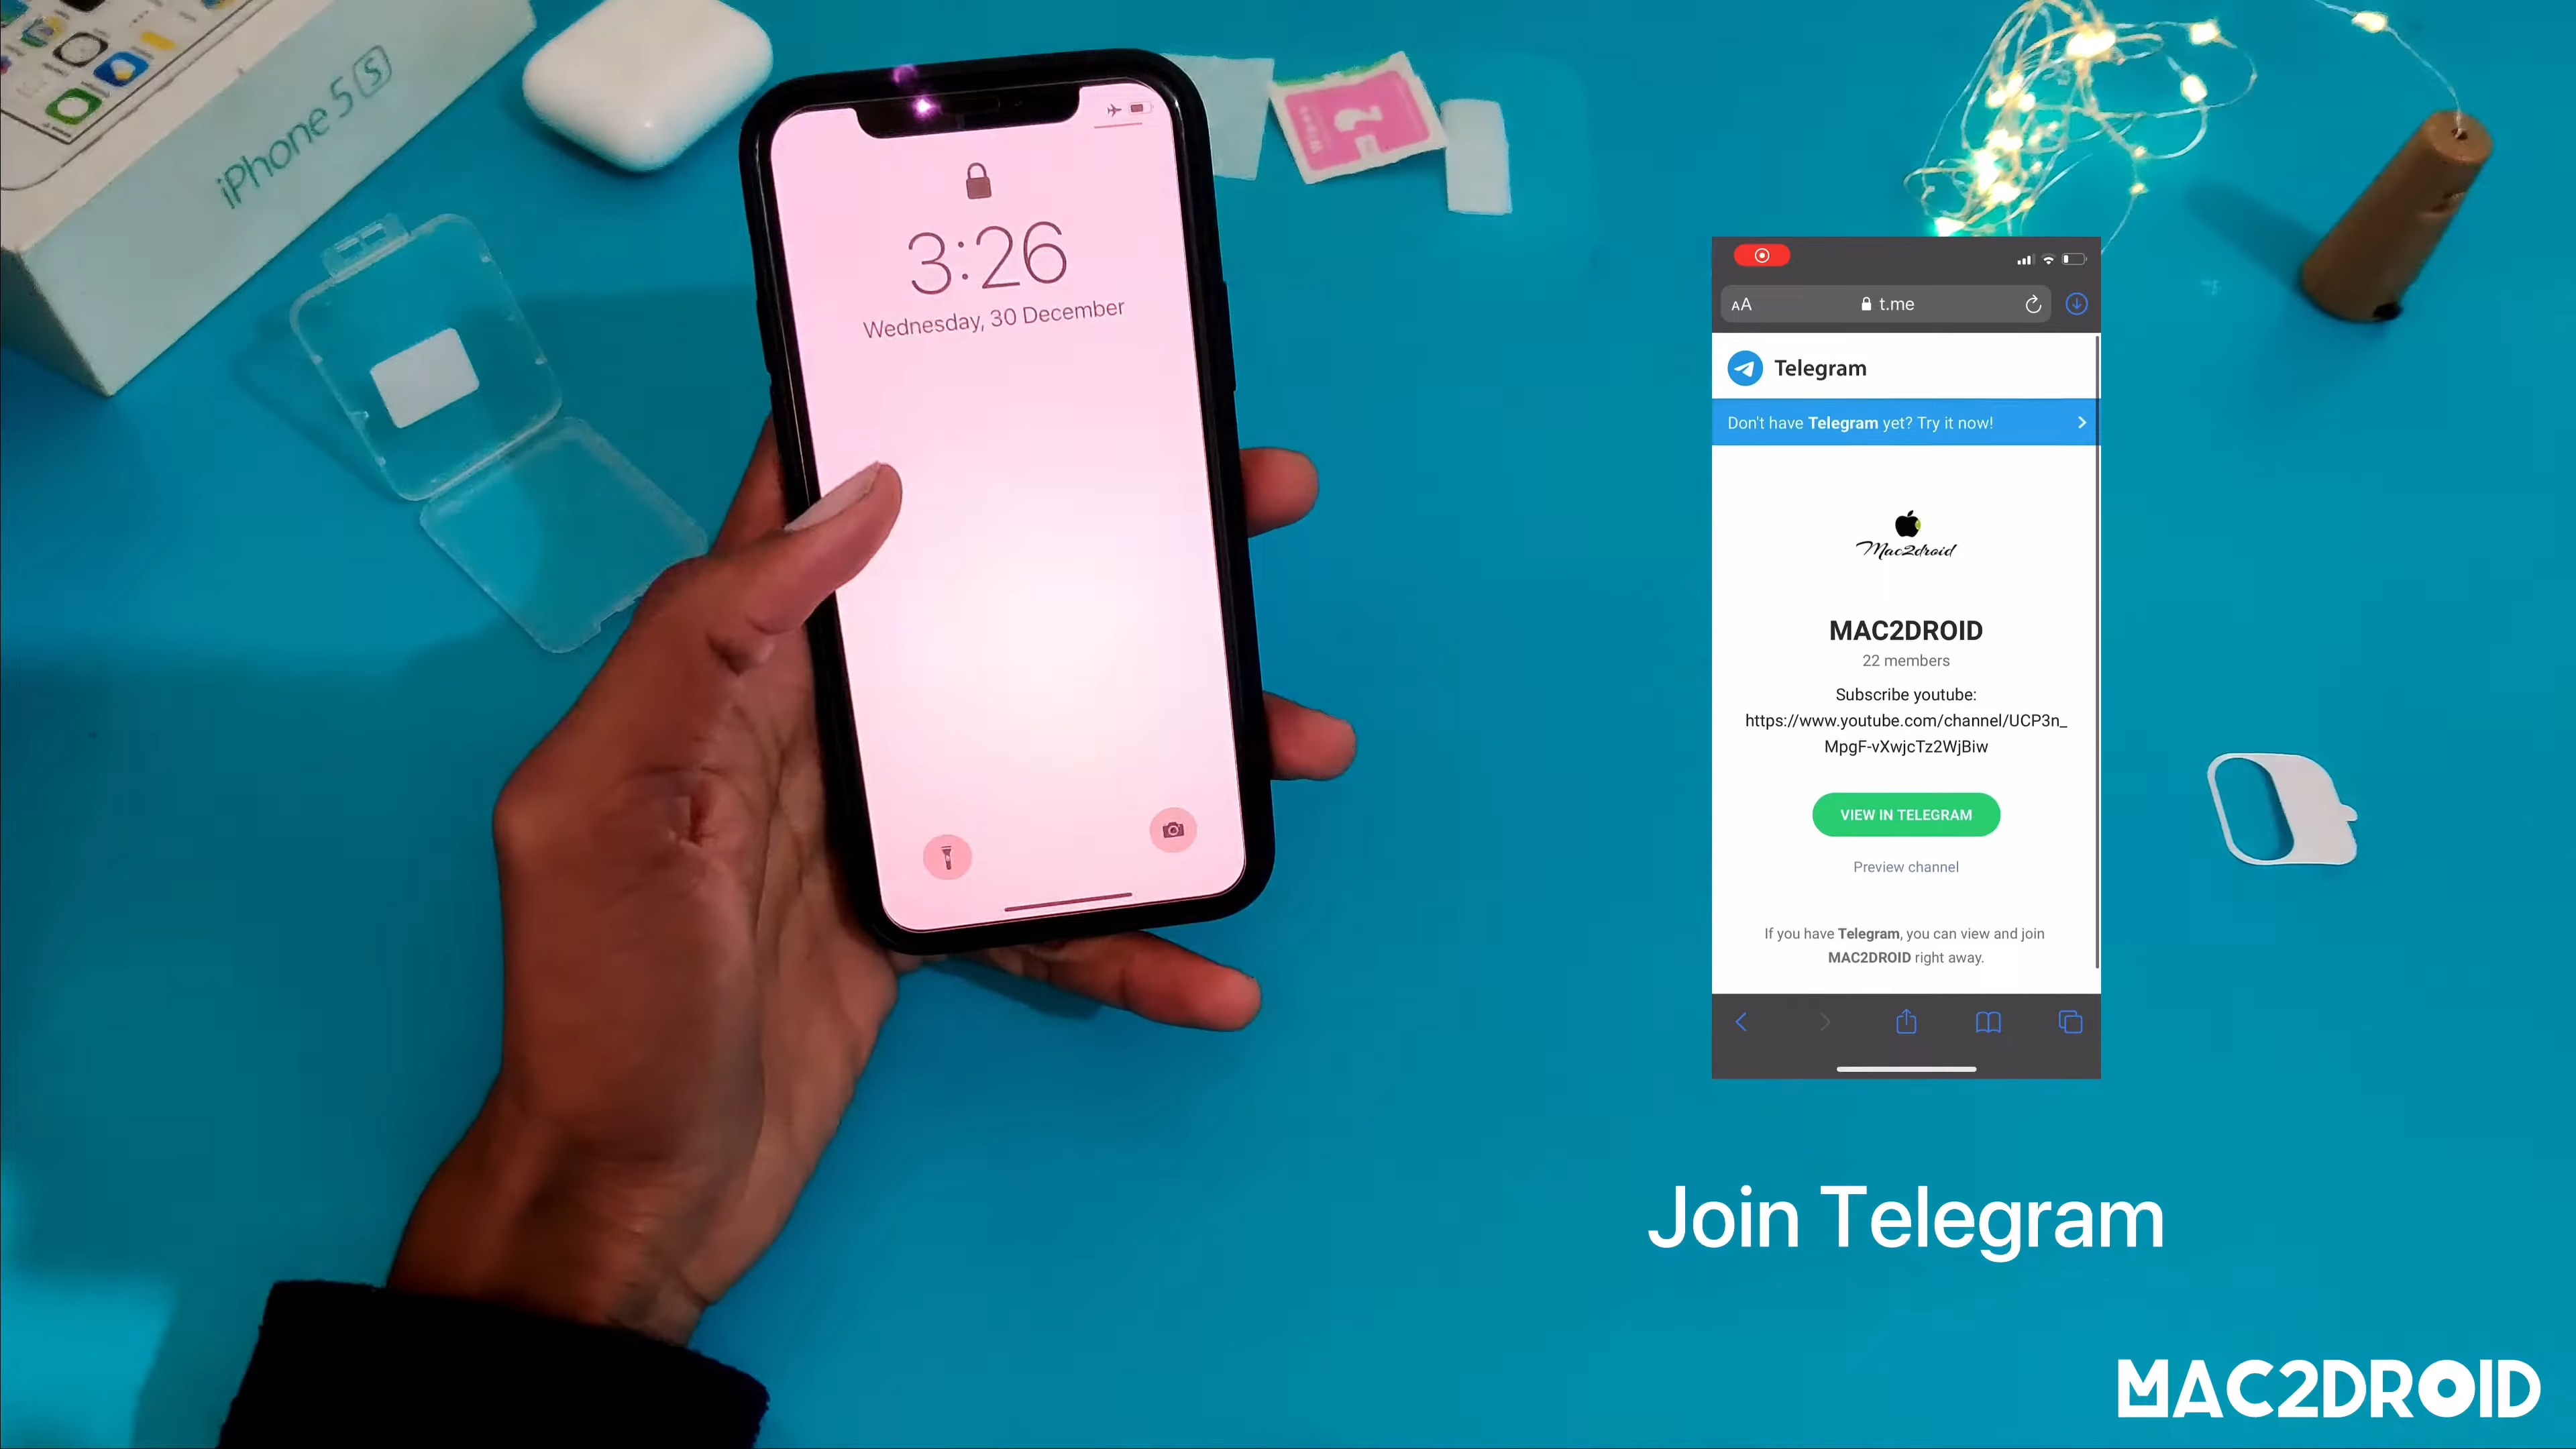 iPhone 5 S
3:26
Wednesday, 30 December
AA
t.me
Telegram
Don't have Telegram yet? Try it now!
Mac2droid
MAC2DROID
22 members
Subscribe youtube:
https://www.youtube.com/channel/UCP3n_
MpgF-vXwjcTz2WjBiw
VIEW IN TELEGRAM
Preview channel
If you have Telegram, you can view and join
MAC2DROID right away.
Join Telegram
MAC2DROID